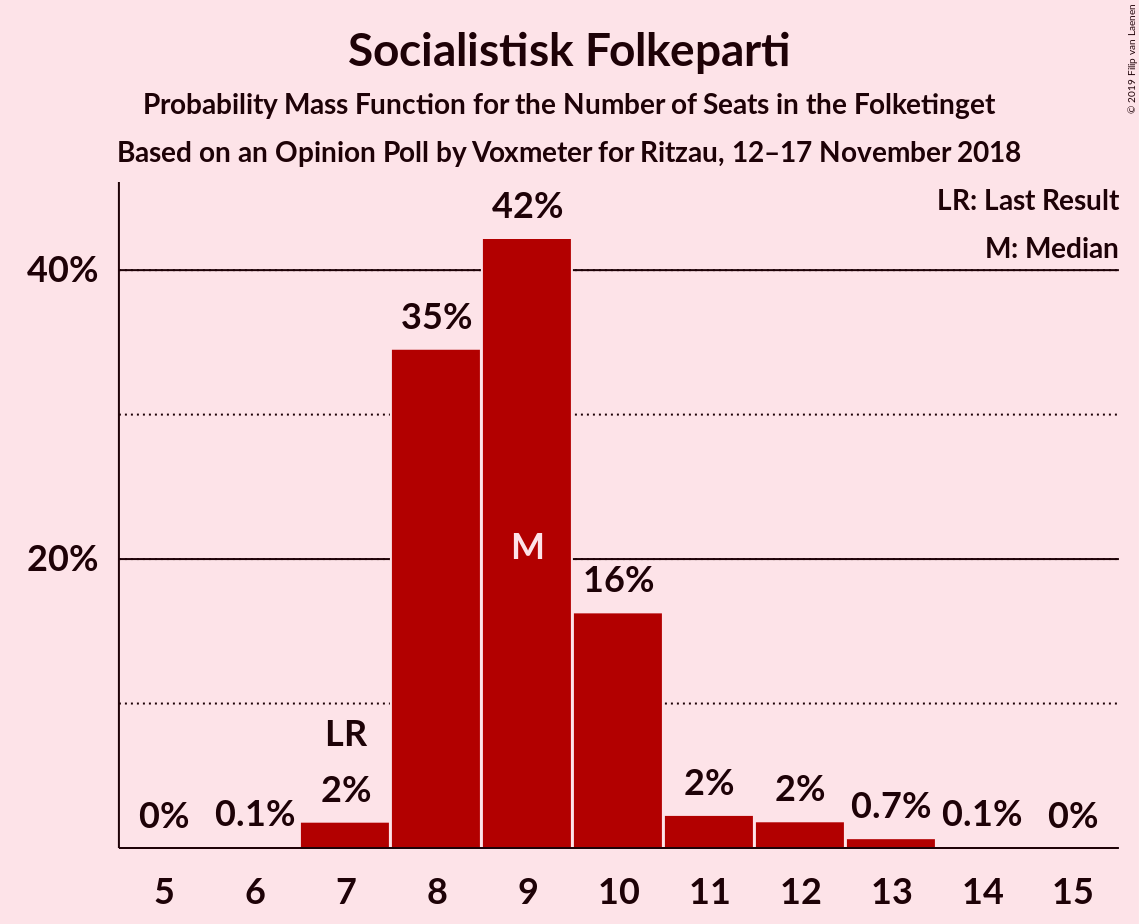 Socialistisk Folkeparti
Probability Mass Function for the Number of Seats in the Folketinget
Based on an Opinion Poll by Voxmeter for Ritzau, 12–17 November 2018
© 2019 Filip van Laenen
LR: Last Result
M: Median
40%
20%
0%
0.1%
LR
2%
35%
42%
M
16%
2%
2%
0.7%
0.1%
0%
5 6 7 8 9 10 11 12 13 14 15